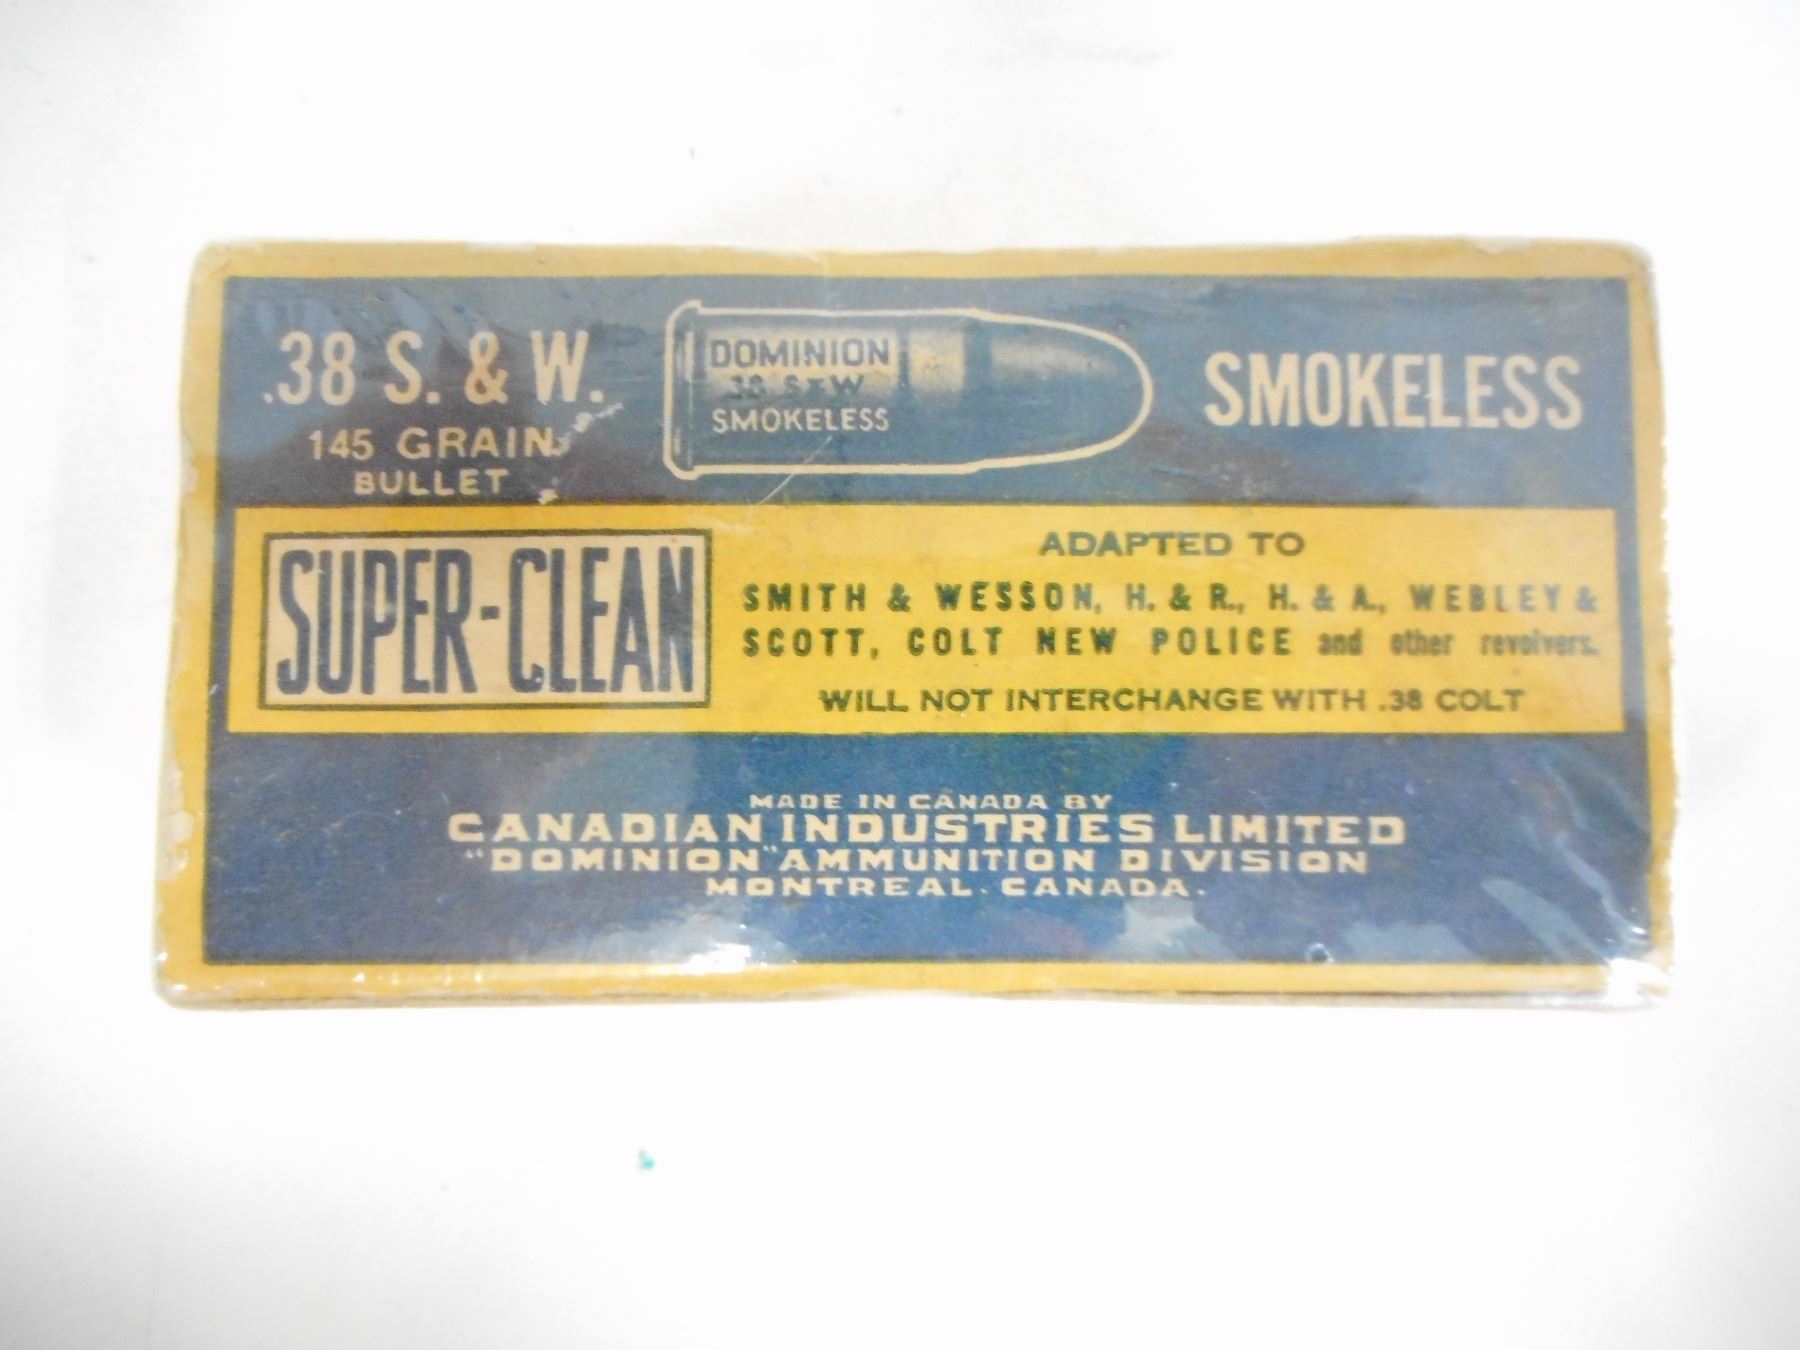 .38 S. & W.
145 GRAIN
BULLET
DOMINION
.38 S & W
SMOKELESS
SMOKELESS
SUPER-CLEAN
ADAPTED TO
SMITH & WESSON, H. & R., H. & A., WEBLEY &
SCOTT, COLT NEW POLICE and other revolvers.
WILL NOT INTERCHANGE WITH .38 COLT
MADE IN CANADA BY
CANADIAN INDUSTRIES LIMITED
"DOMINION" AMMUNITION DIVISION
MONTREAL - CANADA.